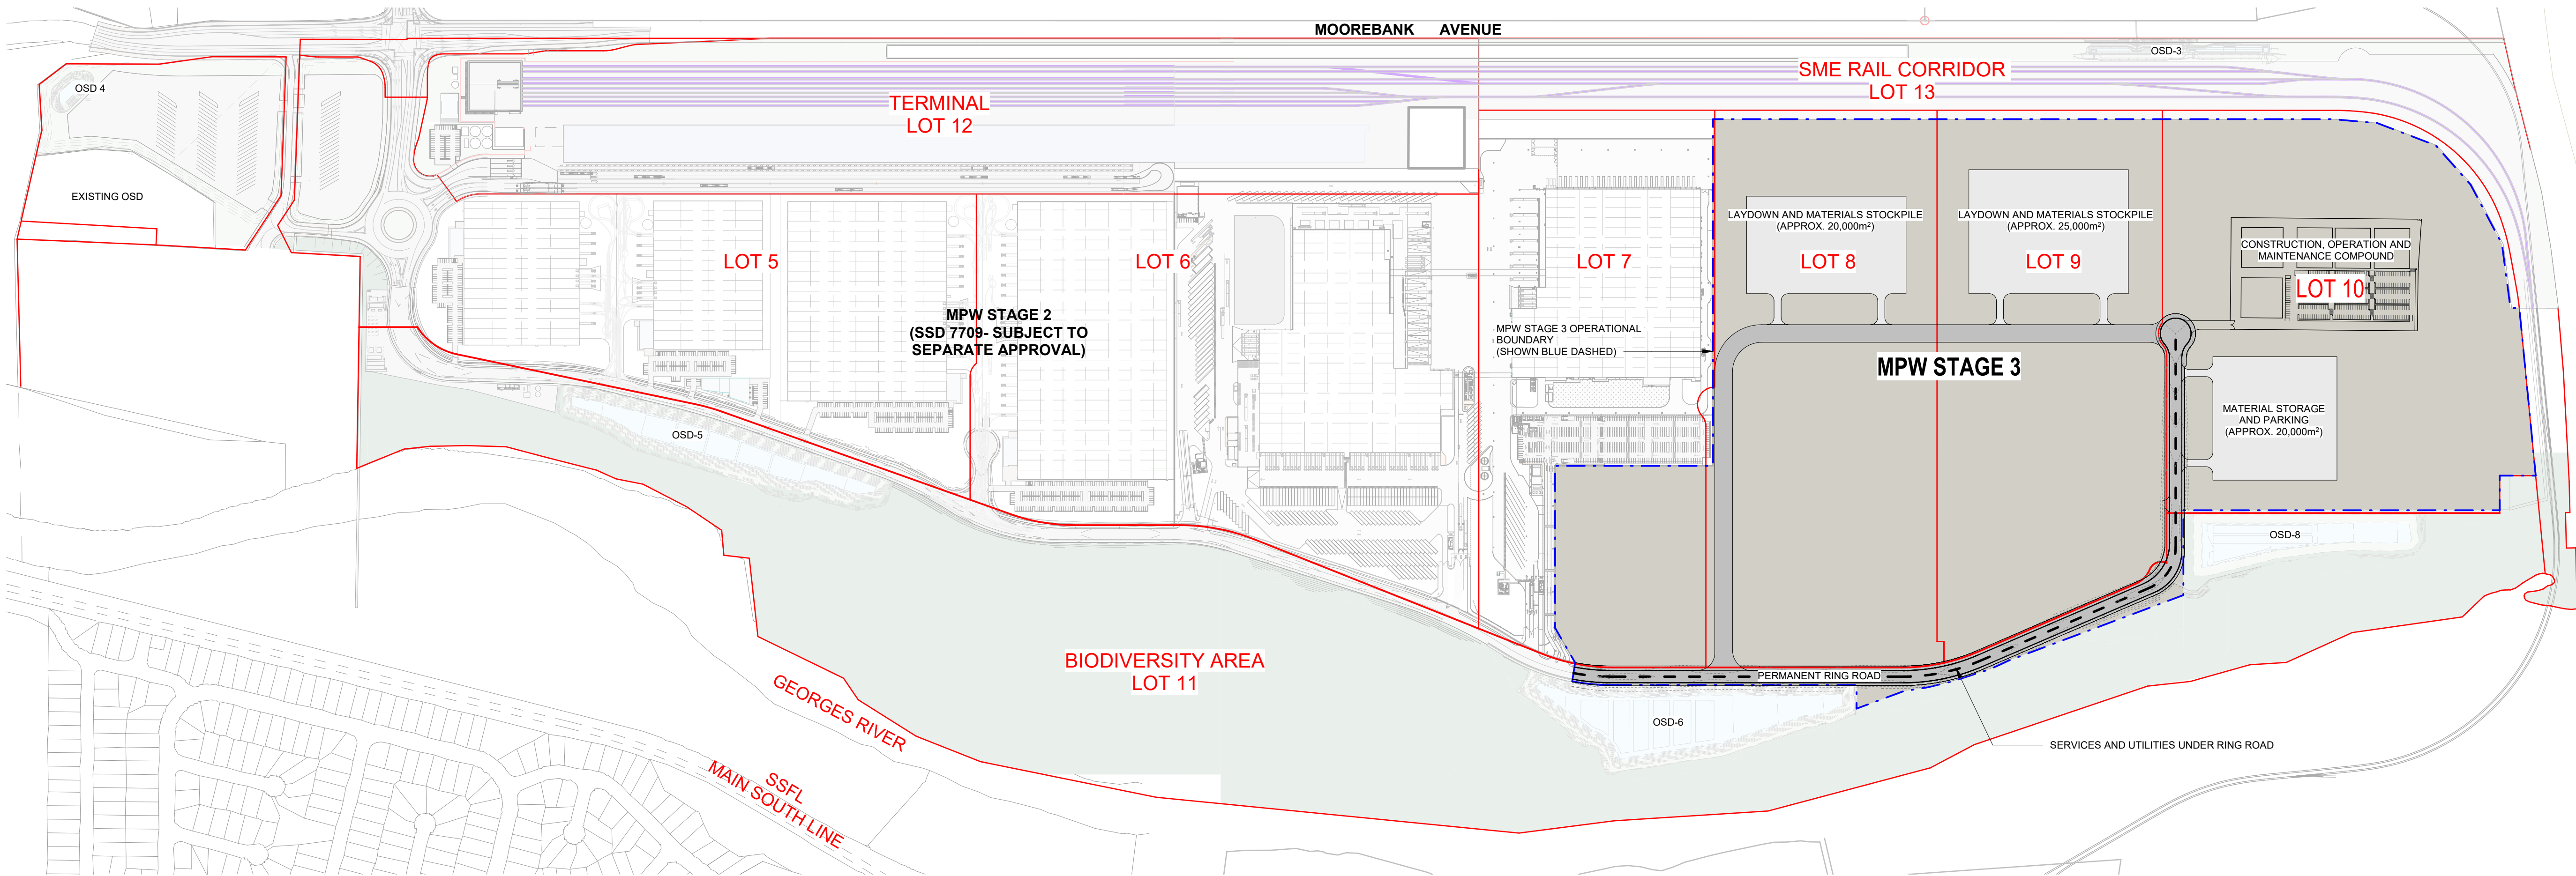 MOOREBANK AVENUE
OSD-3
SME RAIL CORRIDOR
LOT 13
OSD 4
TERMINAL
LOT 12
EXISTING OSD
LAYDOWN AND MATERIALS STOCKPILE
(APPROX. 20,000m²)
LAYDOWN AND MATERIALS STOCKPILE
(APPROX. 25,000m²)
CONSTRUCTION, OPERATION AND
MAINTENANCE COMPOUND
LOT 5
LOT 6
LOT 7
LOT 8
LOT 9
LOT 10
MPW STAGE 2
(SSD 7709- SUBJECT TO
SEPARATE APPROVAL)
MPW STAGE 3 OPERATIONAL
BOUNDARY
(SHOWN BLUE DASHED)
MPW STAGE 3
MATERIAL STORAGE
AND PARKING
(APPROX. 20,000m²)
OSD-5
OSD-8
BIODIVERSITY AREA
LOT 11
PERMANENT RING ROAD
GEORGES RIVER
OSD-6
SERVICES AND UTILITIES UNDER RING ROAD
SSFL
MAIN SOUTH LINE